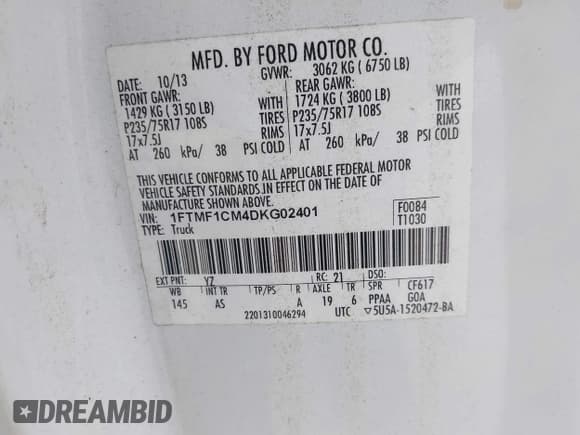 MFD. BY FORD MOTOR CO.
DATE: 10/13 GVWR: 3062 KG ( 6750 LB)
FRONT GAWR: REAR GAWR:
1429 KG ( 3150 LB) WITH 1724 KG ( 3800 LB) WITH
P235/75R17 108S TIRES P235/75R17 108S TIRES
17x7.5J RIMS 17x7.5J RIMS
AT 260 kPa/ 38 PSI COLD AT 260 kPa/ 38 PSI COLD
THIS VEHICLE CONFORMS TO ALL APPLICABLE FEDERAL MOTOR
VEHICLE SAFETY STANDARDS IN EFFECT ON THE DATE OF
MANUFACTURE SHOWN ABOVE.
VIN: 1FTMF1CM4DKG02401 F0084
TYPE: Truck T1030
EXT PNT: YZ RC: 21 DSO:
WB INT TR TP/PS R AXLE TR SPR CF617
145 AS A 19 6 PPAA GOA
2201310046294 UTC ▽5U5A-1520472-BA
DREAMBID